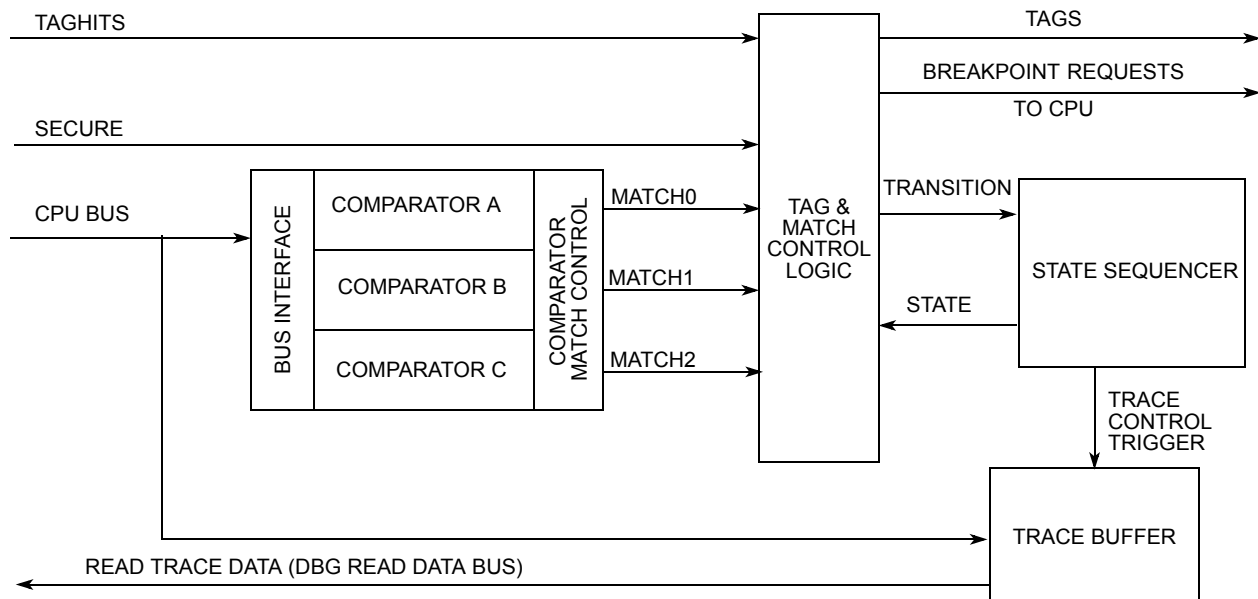 TAGHITS
TAGS
BREAKPOINT REQUESTS
TO CPU
SECURE
CPU BUS
BUS INTERFACE
COMPARATOR A
COMPARATOR B
COMPARATOR C
COMPARATOR
MATCH CONTROL
MATCH0
MATCH1
MATCH2
TAG &
MATCH
CONTROL
LOGIC
TRANSITION
STATE
STATE SEQUENCER
TRACE
CONTROL
TRIGGER
TRACE BUFFER
READ TRACE DATA (DBG READ DATA BUS)